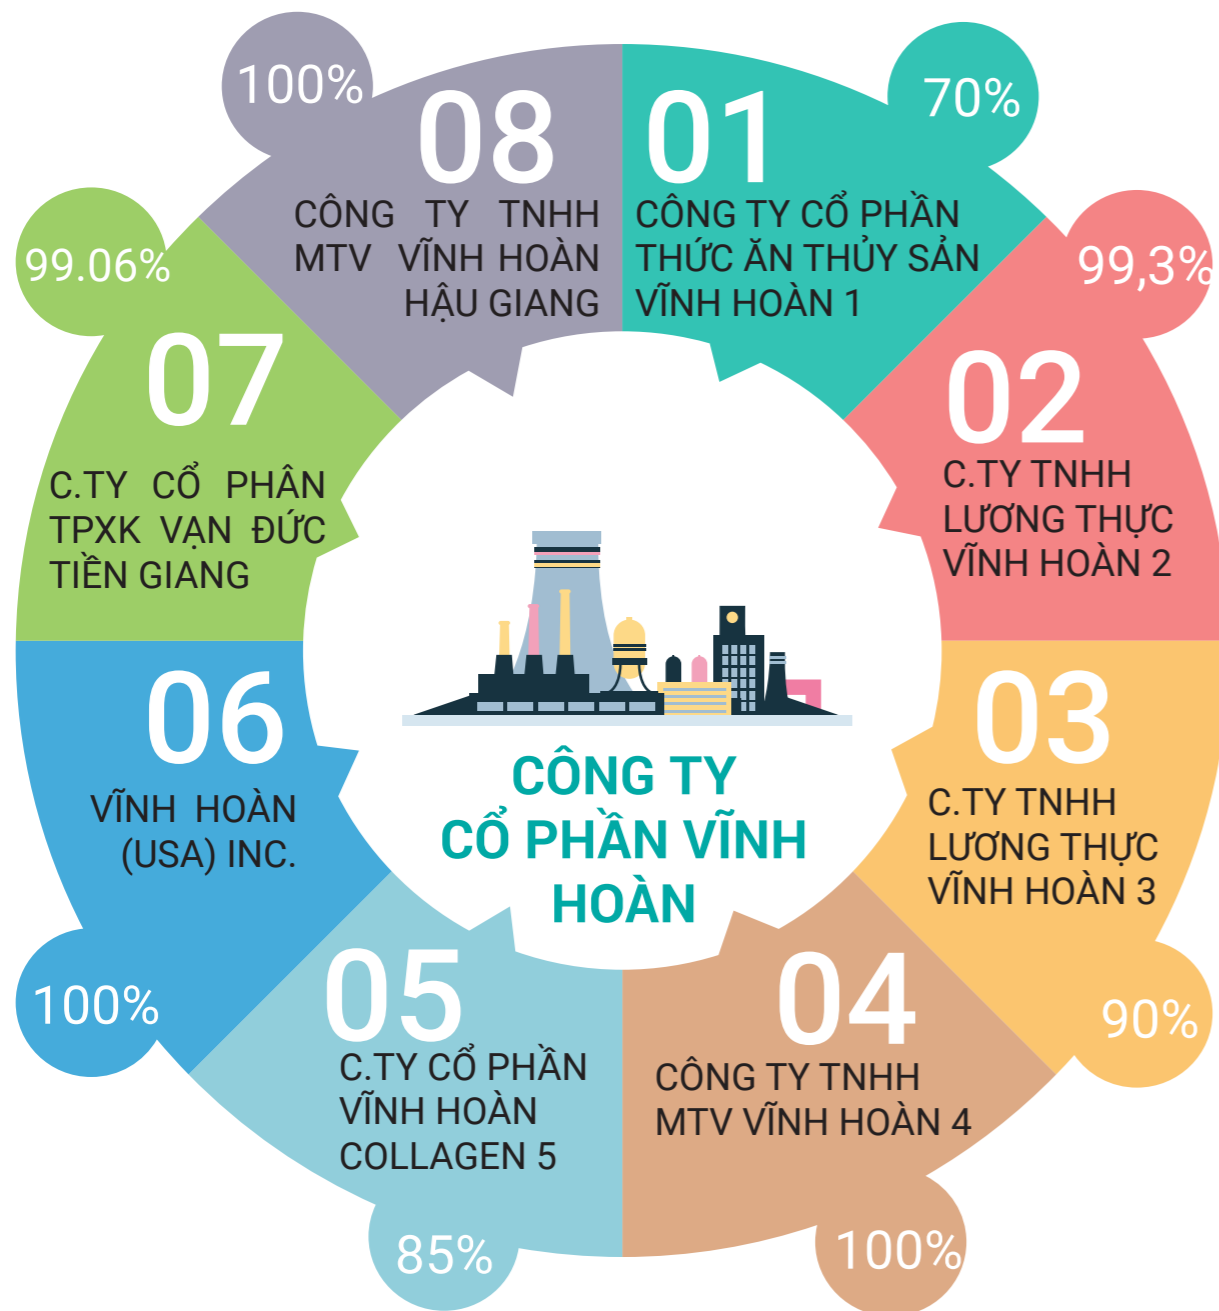 100%
08
CÔNG TY TNHH
MTV VĨNH HOÀN
HẬU GIANG
70%
01
CÔNG TY CỔ PHẦN
THỨC ĂN THỦY SẢN
VĨNH HOÀN 1
99,3%
02
C.TY TNHH
LƯƠNG THỰC
VĨNH HOÀN 2
99.06%
07
C.TY CỔ PHÂN
TPXK VẠN ĐỨC
TIỀN GIANG
03
C.TY TNHH
LƯƠNG THỰC
VĨNH HOÀN 3
90%
06
VĨNH HOÀN
(USA) INC.
100%
CÔNG TY
CỔ PHẦN VĨNH
HOÀN
05
C.TY CỔ PHẦN
VĨNH HOÀN
COLLAGEN 5
85%
04
CÔNG TY TNHH
MTV VĨNH HOÀN 4
100%